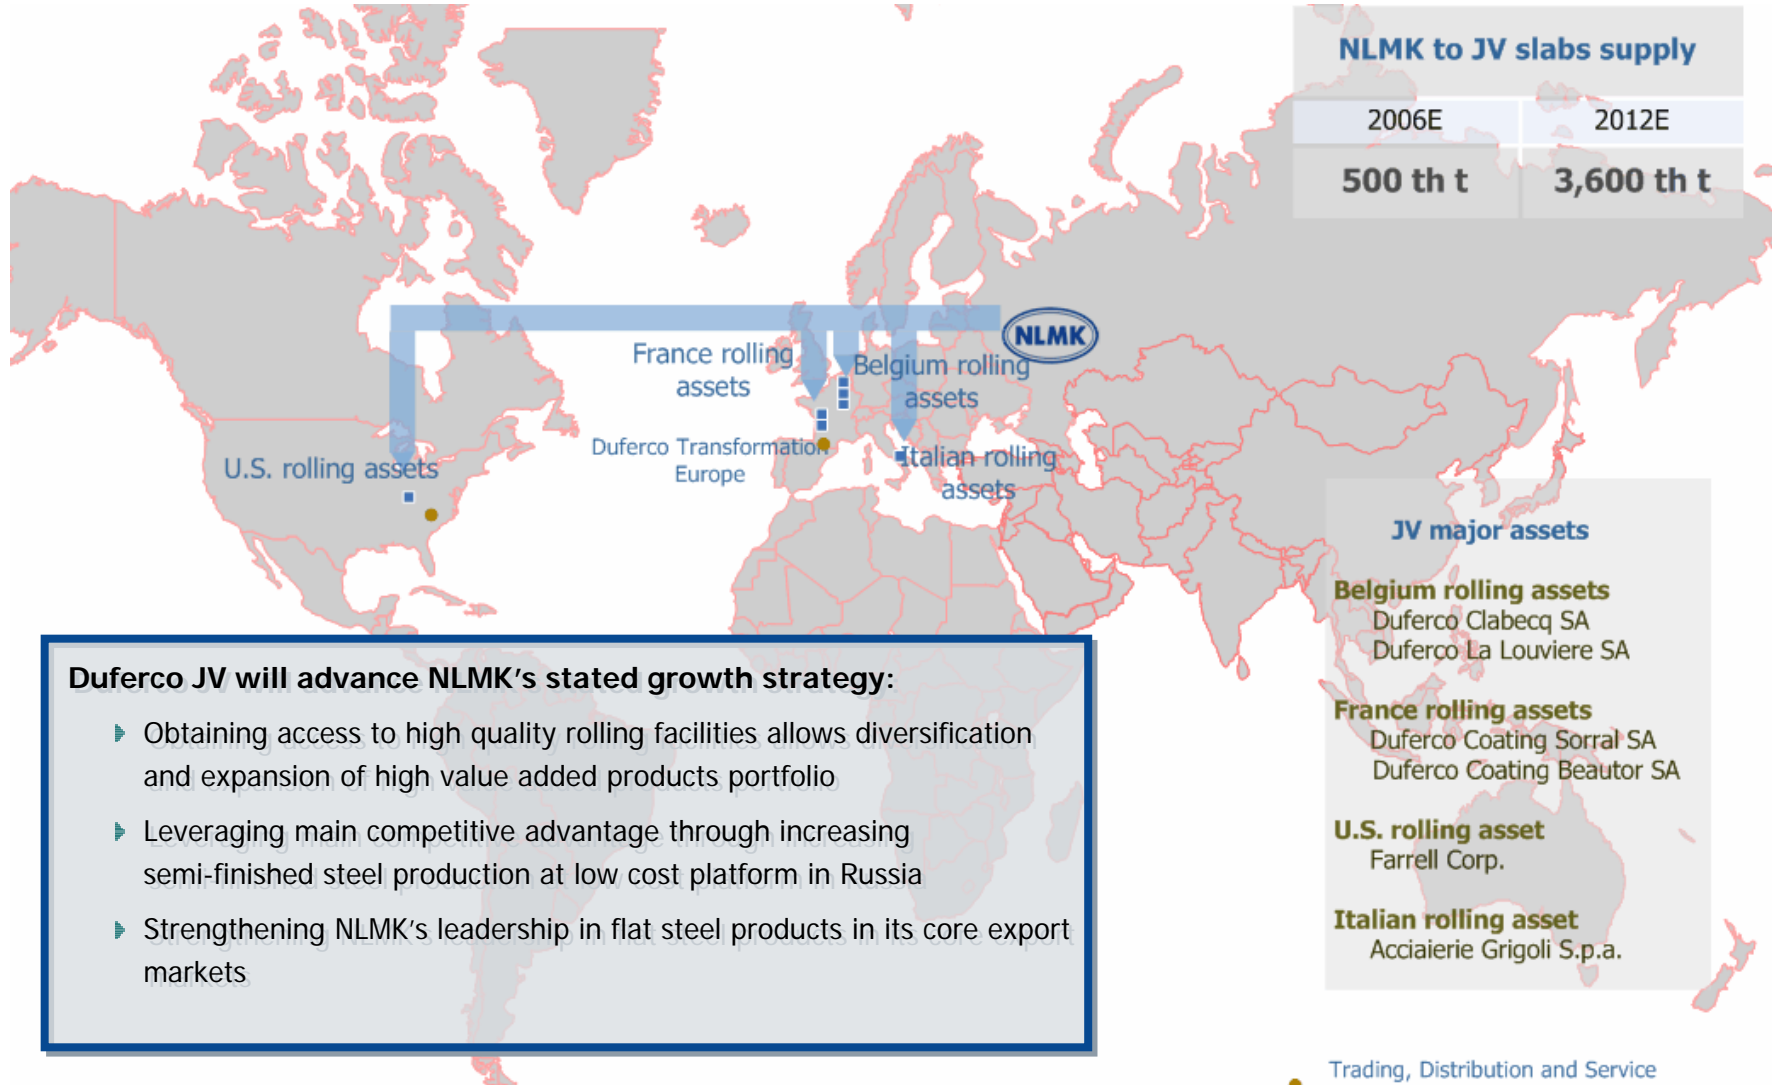 NLMK to JV slabs supply
2006E 2012E
500 th t 3,600 th t
NLMK
France rolling
assets
Belgium rolling
assets
Duferco Transformation
Europe
Italian rolling
assets
U.S. rolling assets
JV major assets
Belgium rolling assets
Duferco Clabecq SA
Duferco La Louviere SA
France rolling assets
Duferco Coating Sorral SA
Duferco Coating Beautor SA
U.S. rolling asset
Farrell Corp.
Italian rolling asset
Acciaierie Grigoli S.p.a.
Duferco JV will advance NLMK's stated growth strategy:
Obtaining access to high quality rolling facilities allows diversification
and expansion of high value added products portfolio
Leveraging main competitive advantage through increasing
semi-finished steel production at low cost platform in Russia
Strengthening NLMK's leadership in flat steel products in its core export
markets
Trading, Distribution and Service